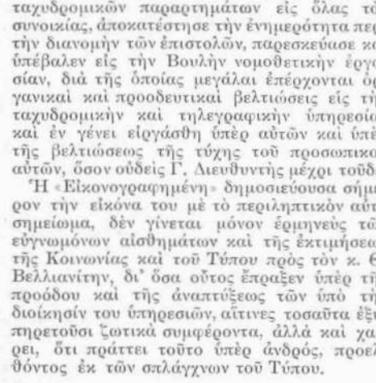 ταχυδρομικῶν παραρτημάτων εἰς ὅλας τὰ
συνοικίας, ἀποκατέστησε τὴν ἐνημερότητα περ
τὴν διανομὴν τῶν ἐπιστολῶν, παρεσκεύασε κα
ὑπέβαλεν εἰς τὴν Βουλὴν νομοθετικὴν ἐργα
σίαν, διὰ τῆς ὁποίας μεγάλαι ἐπέρχονται ὀρ
γανικαὶ καὶ προοδευτικαὶ βελτιώσεις εἰς τὴ
ταχυδρομικὴν καὶ τηλεγραφικὴν ὑπηρεσία
καὶ ἐν γένει εἰργάσθη ὑπὲρ αὐτῶν καὶ ὑπὲ
τῆς βελτιώσεως τῆς τύχης τοῦ προσωπικο
αὐτῶν, ὅσον οὐδεὶς Γ. Διευθυντὴς μέχρι τοῦδ
Ἡ «Εἰκονογραφημένη» δημοσιεύουσα σήμε
ρον τὴν εἰκόνα του μὲ τὸ περιληπτικὸν αὐτ
σημείωμα, δὲν γίνεται μόνον ἑρμηνεὺς τῶ
εὐγνωμόνων αἰσθημάτων καὶ τῆς ἐκτιμήσεω
τῆς Κοινωνίας καὶ τοῦ Τύπου πρὸς τὸν κ. Θ
Βελλιανίτην, δι' ὅσα οὗτος ἔπραξεν ὑπὲρ τῆ
προόδου καὶ τῆς ἀναπτύξεως τῶν ὑπὸ τὴ
διοίκησίν του ὑπηρεσιῶν, αἵτινες τοσαῦτα ἐξυ
πηρετοῦσι ζωτικὰ συμφέροντα, ἀλλὰ καὶ χα
ρει, ὅτι πράττει τοῦτο ὑπὲρ ἀνδρός, προελ
θόντος ἐκ τῶν σπλάγχνων τοῦ Τύπου.